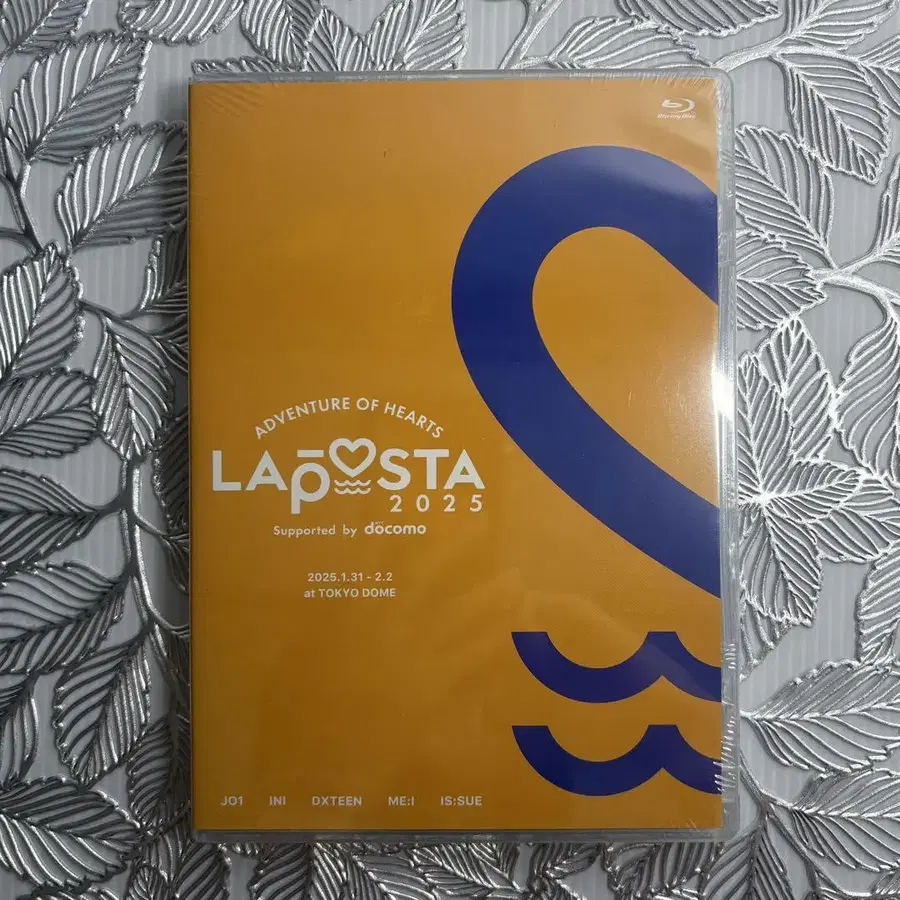 Blu-ray Disc
ADVENTURE OF HEARTS
LAPOSTA
2025
Supported by döcomo
2025.1.31 - 2.2
at TOKYO DOME
JO1 INI DXTEEN ME:I IS:SUE